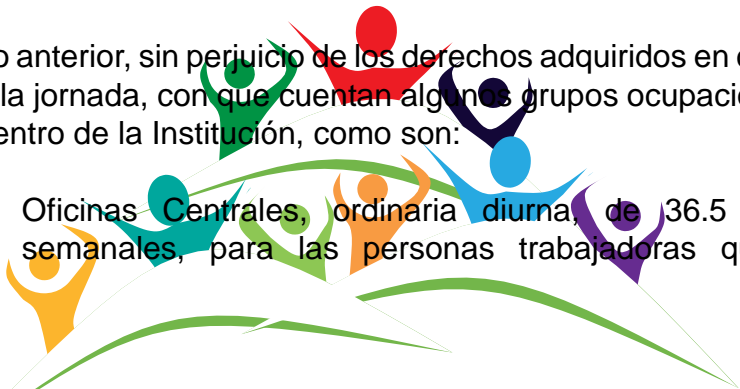 o anterior, sin perjuicio de los derechos adquiridos en
la jornada, con que cuentan algunos grupos ocupacio
entro de la Institución, como son:
Oficinas Centrales, ordinaria diurna, de 36.5
semanales, para las personas trabajadoras q